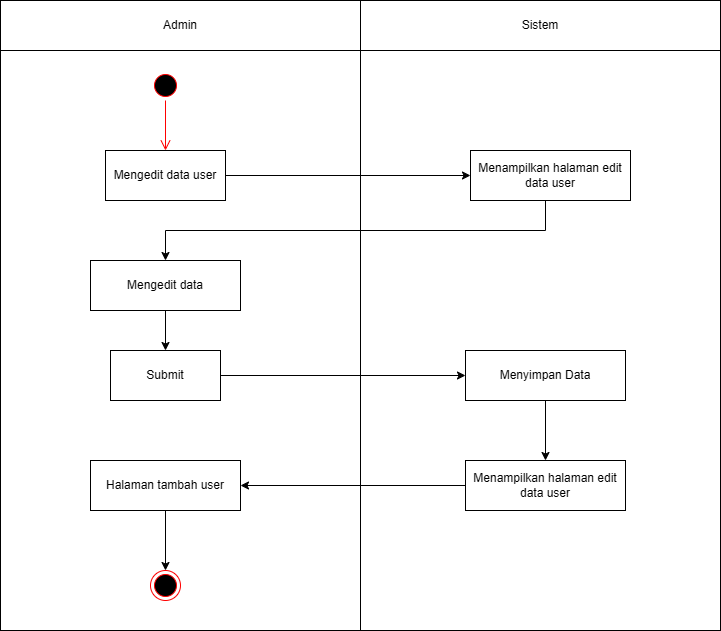 Admin
Sistem
Mengedit data user
Menampilkan halaman edit
data user
Mengedit data
Submit
Menyimpan Data
Halaman tambah user
Menampilkan halaman edit
data user